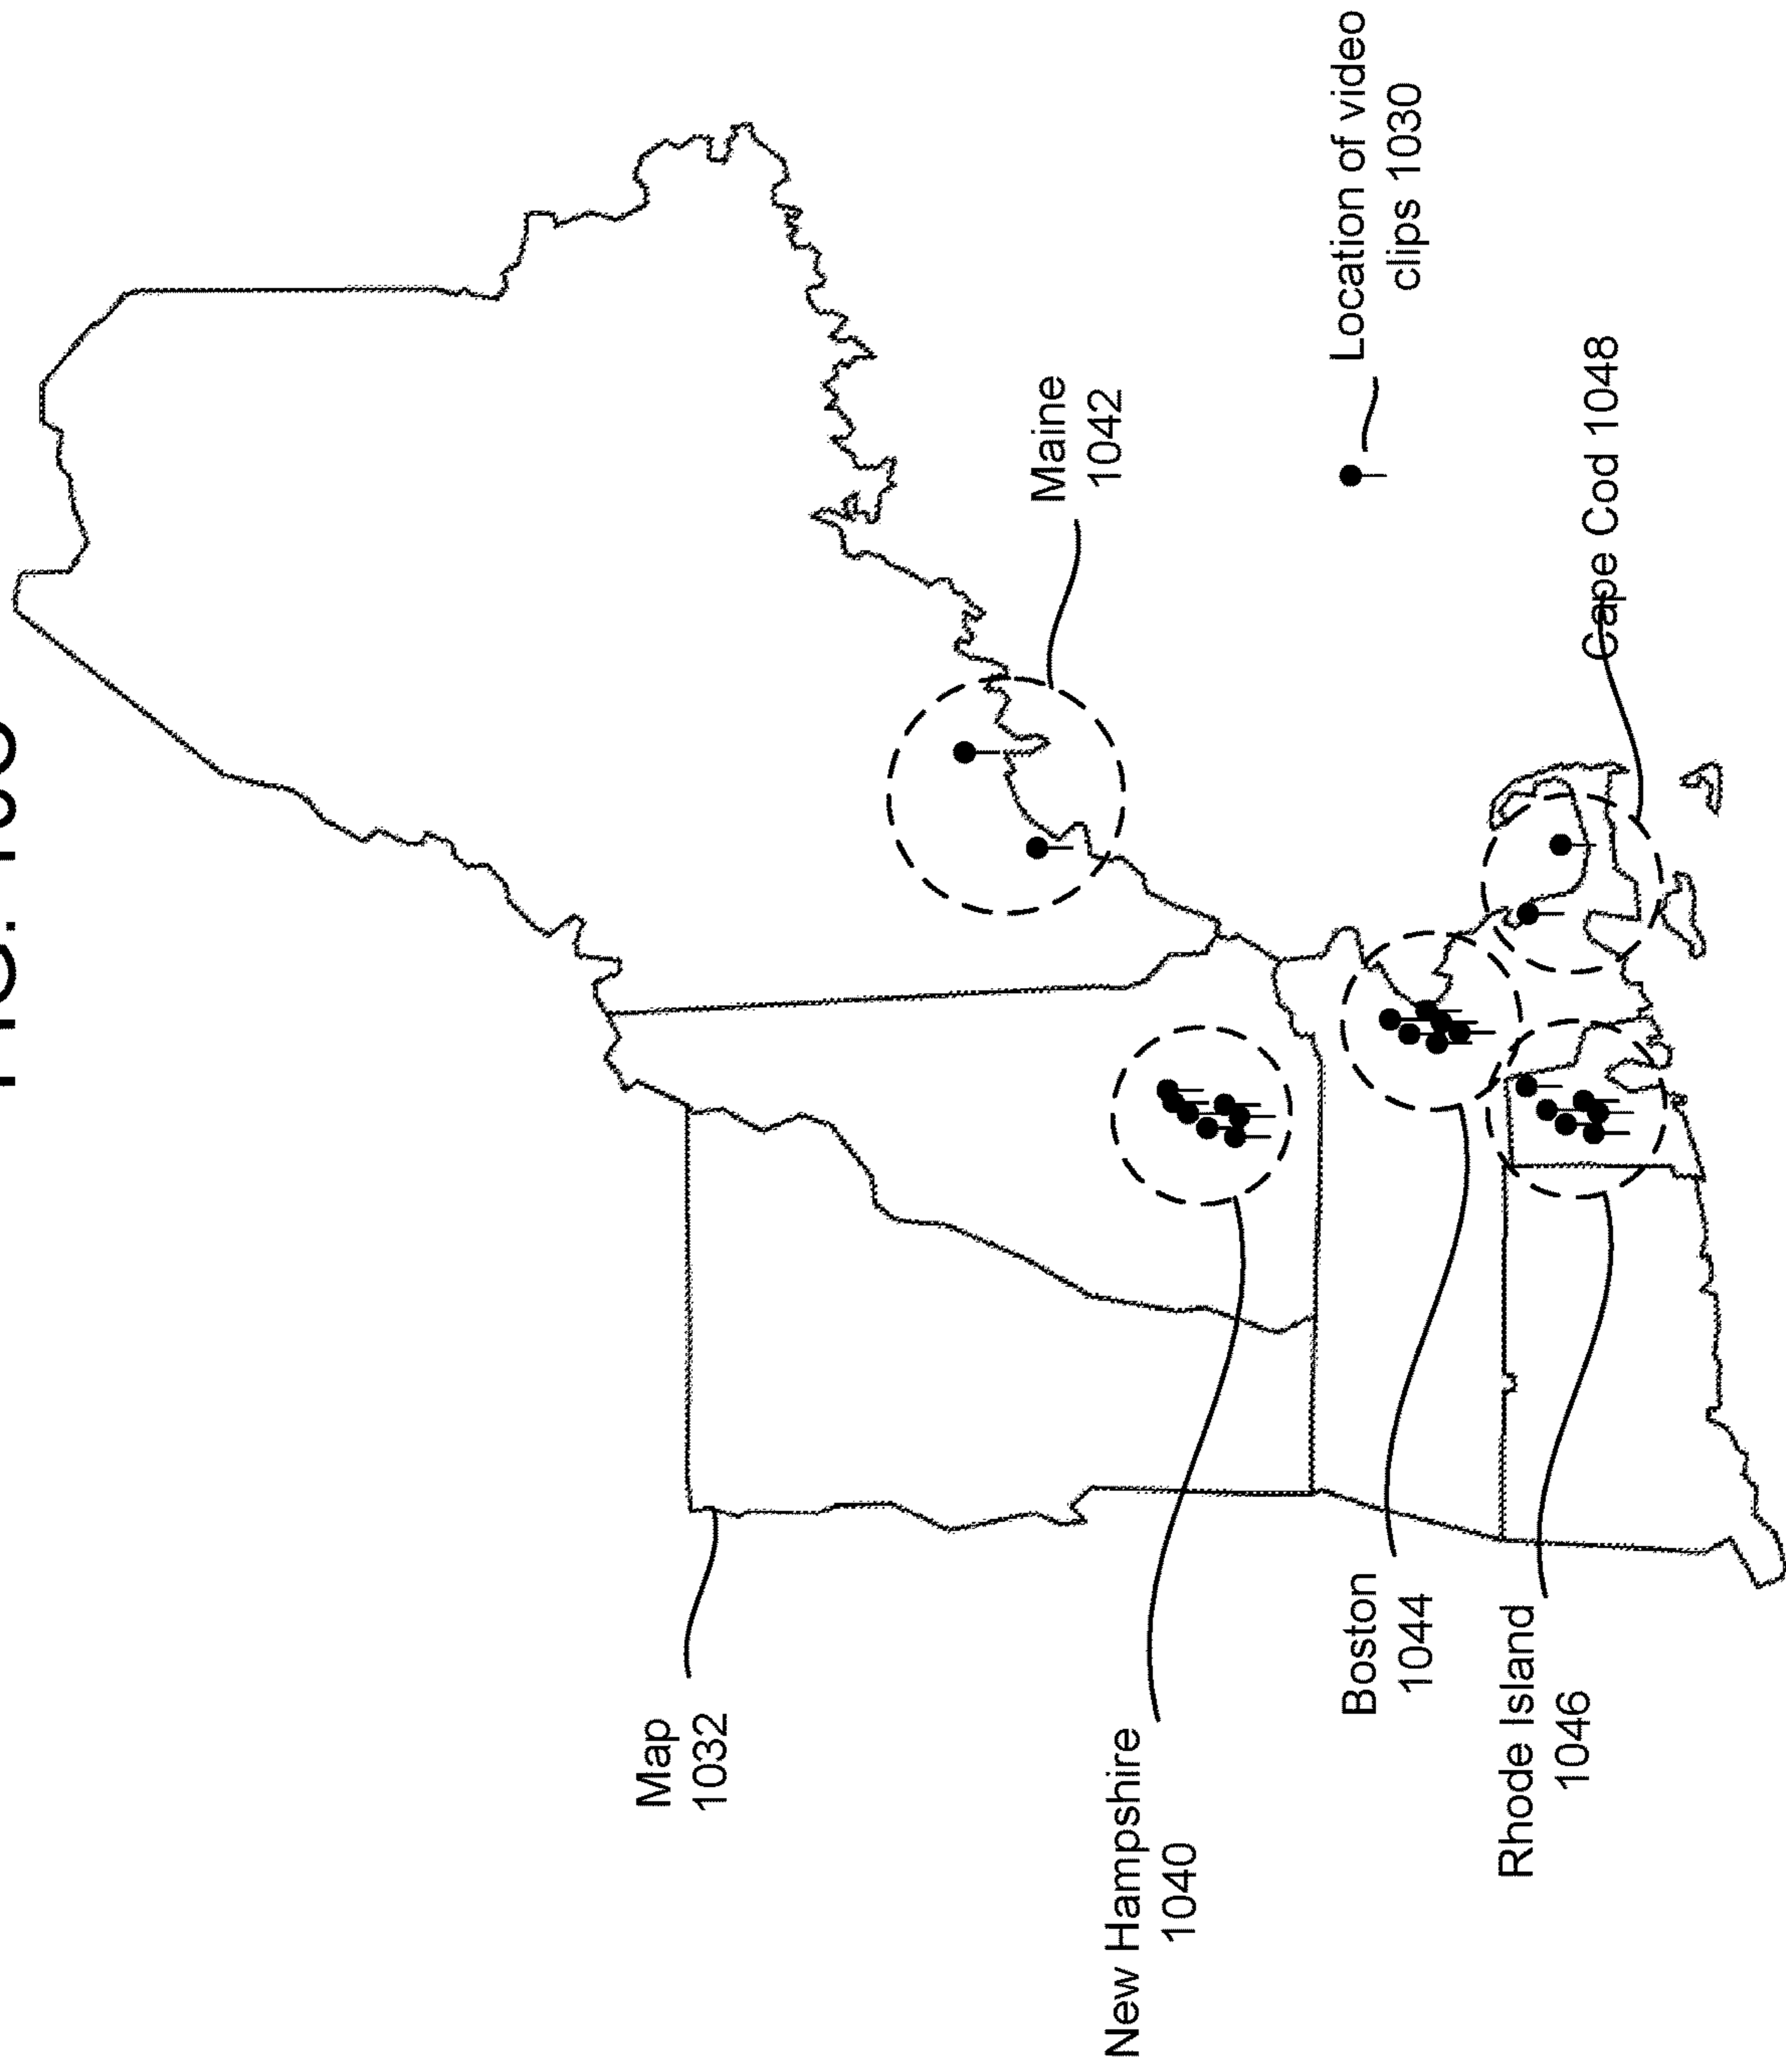 FIG.
Map
1032
New Hampshire
1040
Boston
1044
Rhode Island
1046
Maine
1042
Location of video
clips 1030
Cape Cod 1048